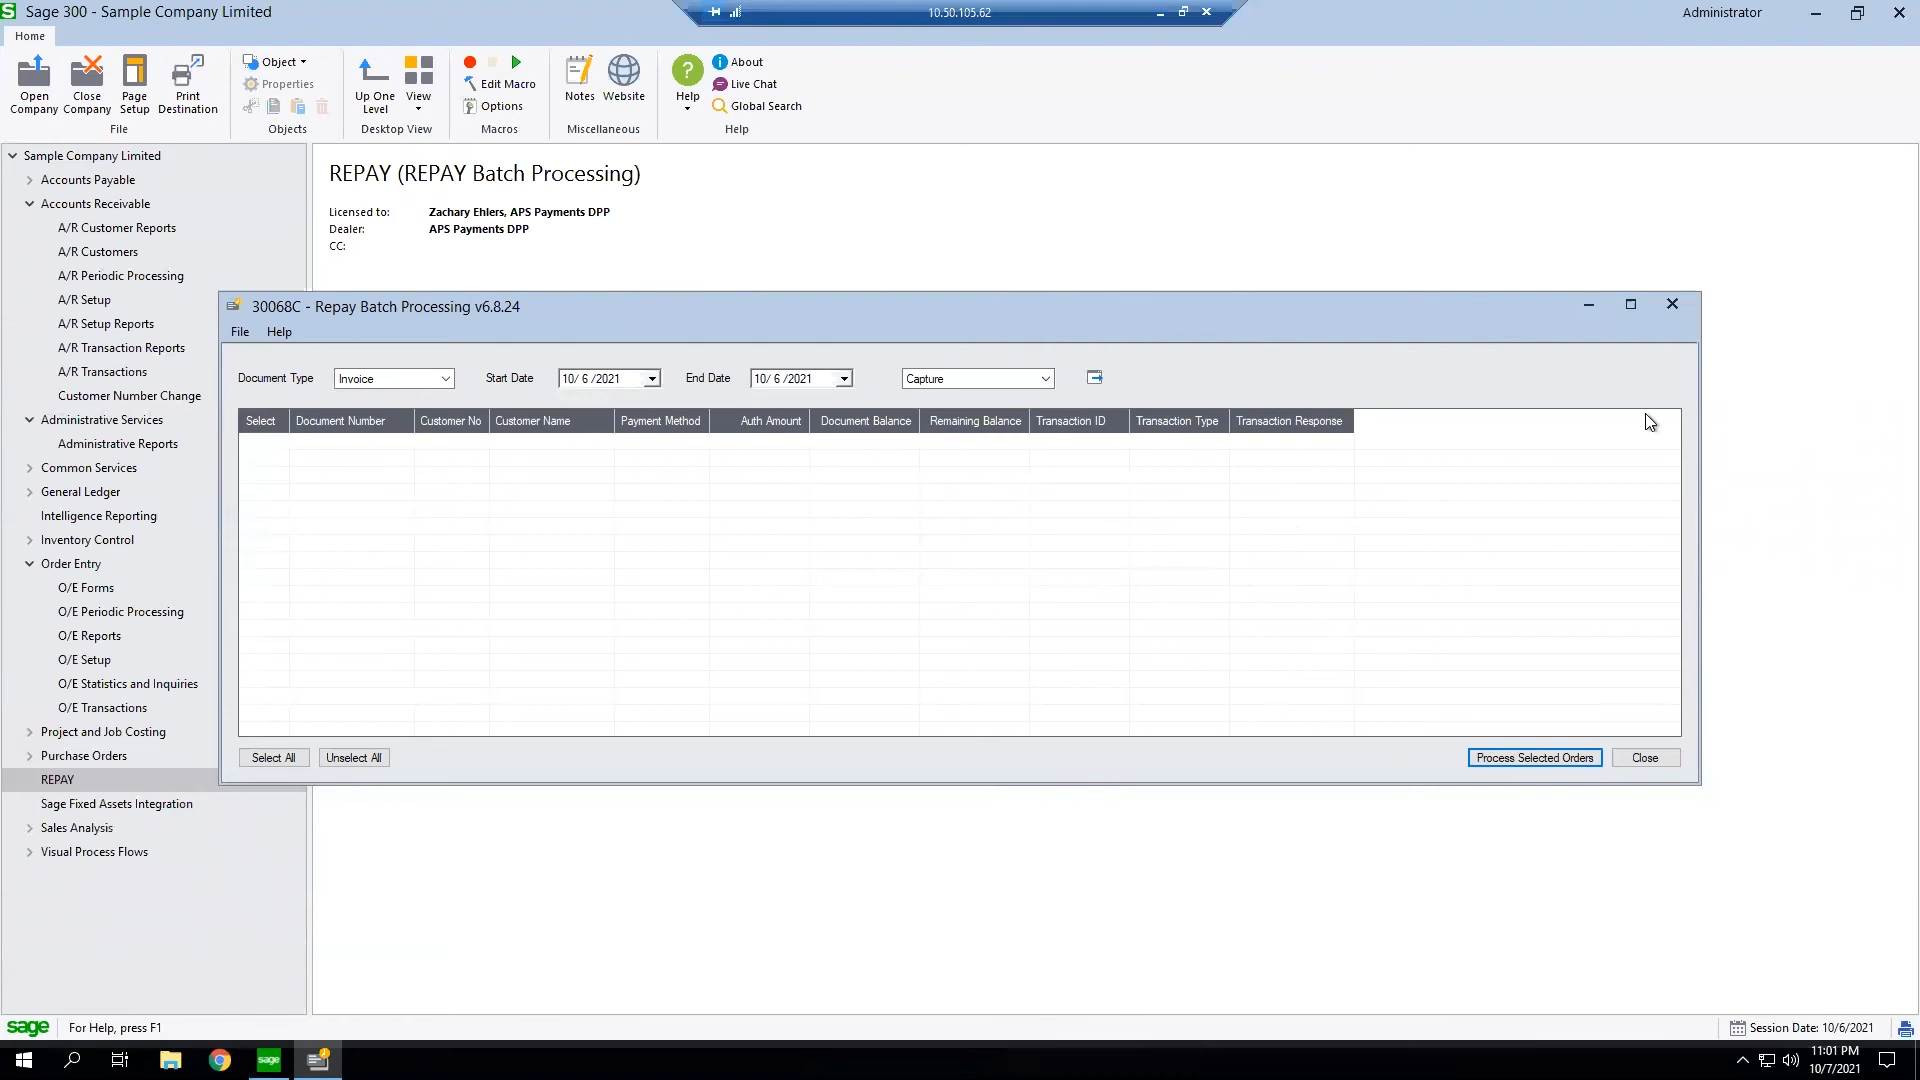 Sage 300 - Sample Company Limited
10.50.105.62
Administrator
Home
Open Company
Close Company
Page Setup
Print Destination
File
Object
Properties
Objects
Up One Level
View
Desktop View
Edit Macro
Options
Macros
Notes
Website
Miscellaneous
Help
About
Live Chat
Global Search
Help
Sample Company Limited
Accounts Payable
Accounts Receivable
A/R Customer Reports
A/R Customers
A/R Periodic Processing
A/R Setup
A/R Setup Reports
A/R Transaction Reports
A/R Transactions
Customer Number Change
Administrative Services
Administrative Reports
Common Services
General Ledger
Intelligence Reporting
Inventory Control
Order Entry
O/E Forms
O/E Periodic Processing
O/E Reports
O/E Setup
O/E Statistics and Inquiries
O/E Transactions
Project and Job Costing
Purchase Orders
REPAY
Sage Fixed Assets Integration
Sales Analysis
Visual Process Flows
REPAY (REPAY Batch Processing)
Licensed to: Zachary Ehlers, APS Payments DPP
Dealer: APS Payments DPP
CC:
30068C - Repay Batch Processing v6.8.24
File Help
Document Type Invoice Start Date 10/ 6 /2021 End Date 10/ 6 /2021 Capture
Select Document Number Customer No Customer Name Payment Method Auth Amount Document Balance Remaining Balance Transaction ID Transaction Type Transaction Response
Select All Unselect All Process Selected Orders Close
sage For Help, press F1 Session Date: 10/6/2021
sage
11:01 PM
10/7/2021